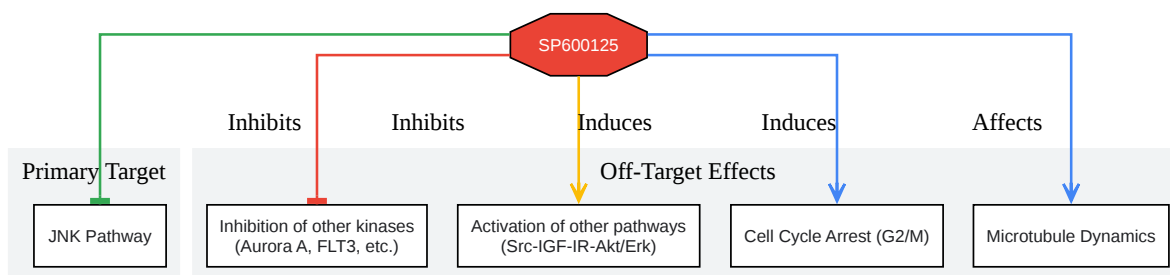 SP600125
Inhibits
Inhibits
Induces
Induces
Affects
Primary Target
Off-Target Effects
JNK Pathway
Inhibition of other kinases
(Aurora A, FLT3, etc.)
Activation of other pathways
(Src-IGF-IR-Akt/Erk)
Cell Cycle Arrest (G2/M)
Microtubule Dynamics